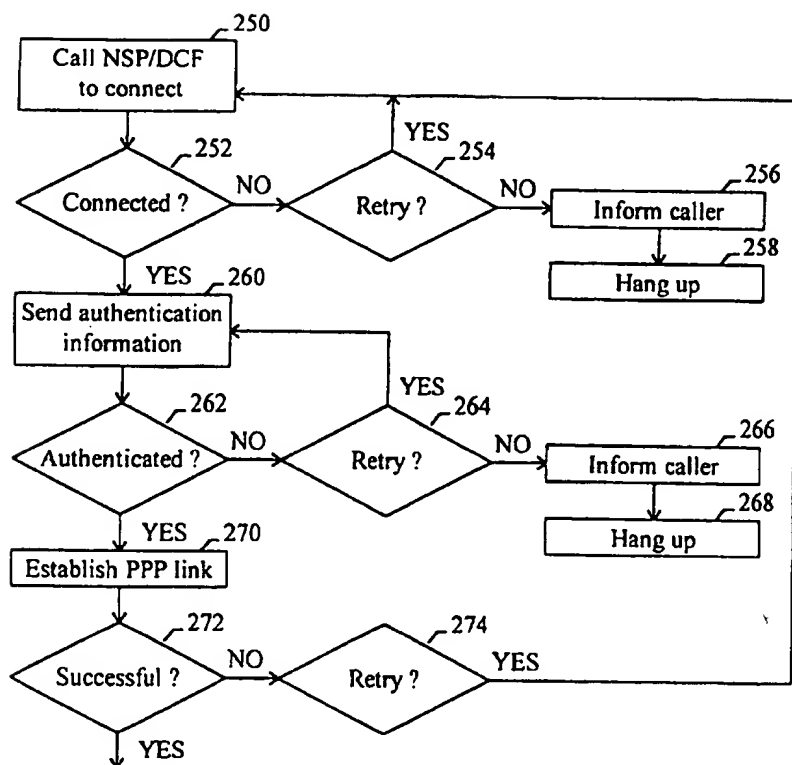 250
Call NSP/DCF
to connect
YES
252
254
Connected ?
NO
Retry ?
NO
256
Inform caller
258
Hang up
YES
260
Send authentication
information
YES
262
264
Authenticated ?
NO
Retry ?
NO
266
Inform caller
268
Hang up
YES
270
Establish PPP link
272
274
Successful ?
NO
Retry ?
YES
YES